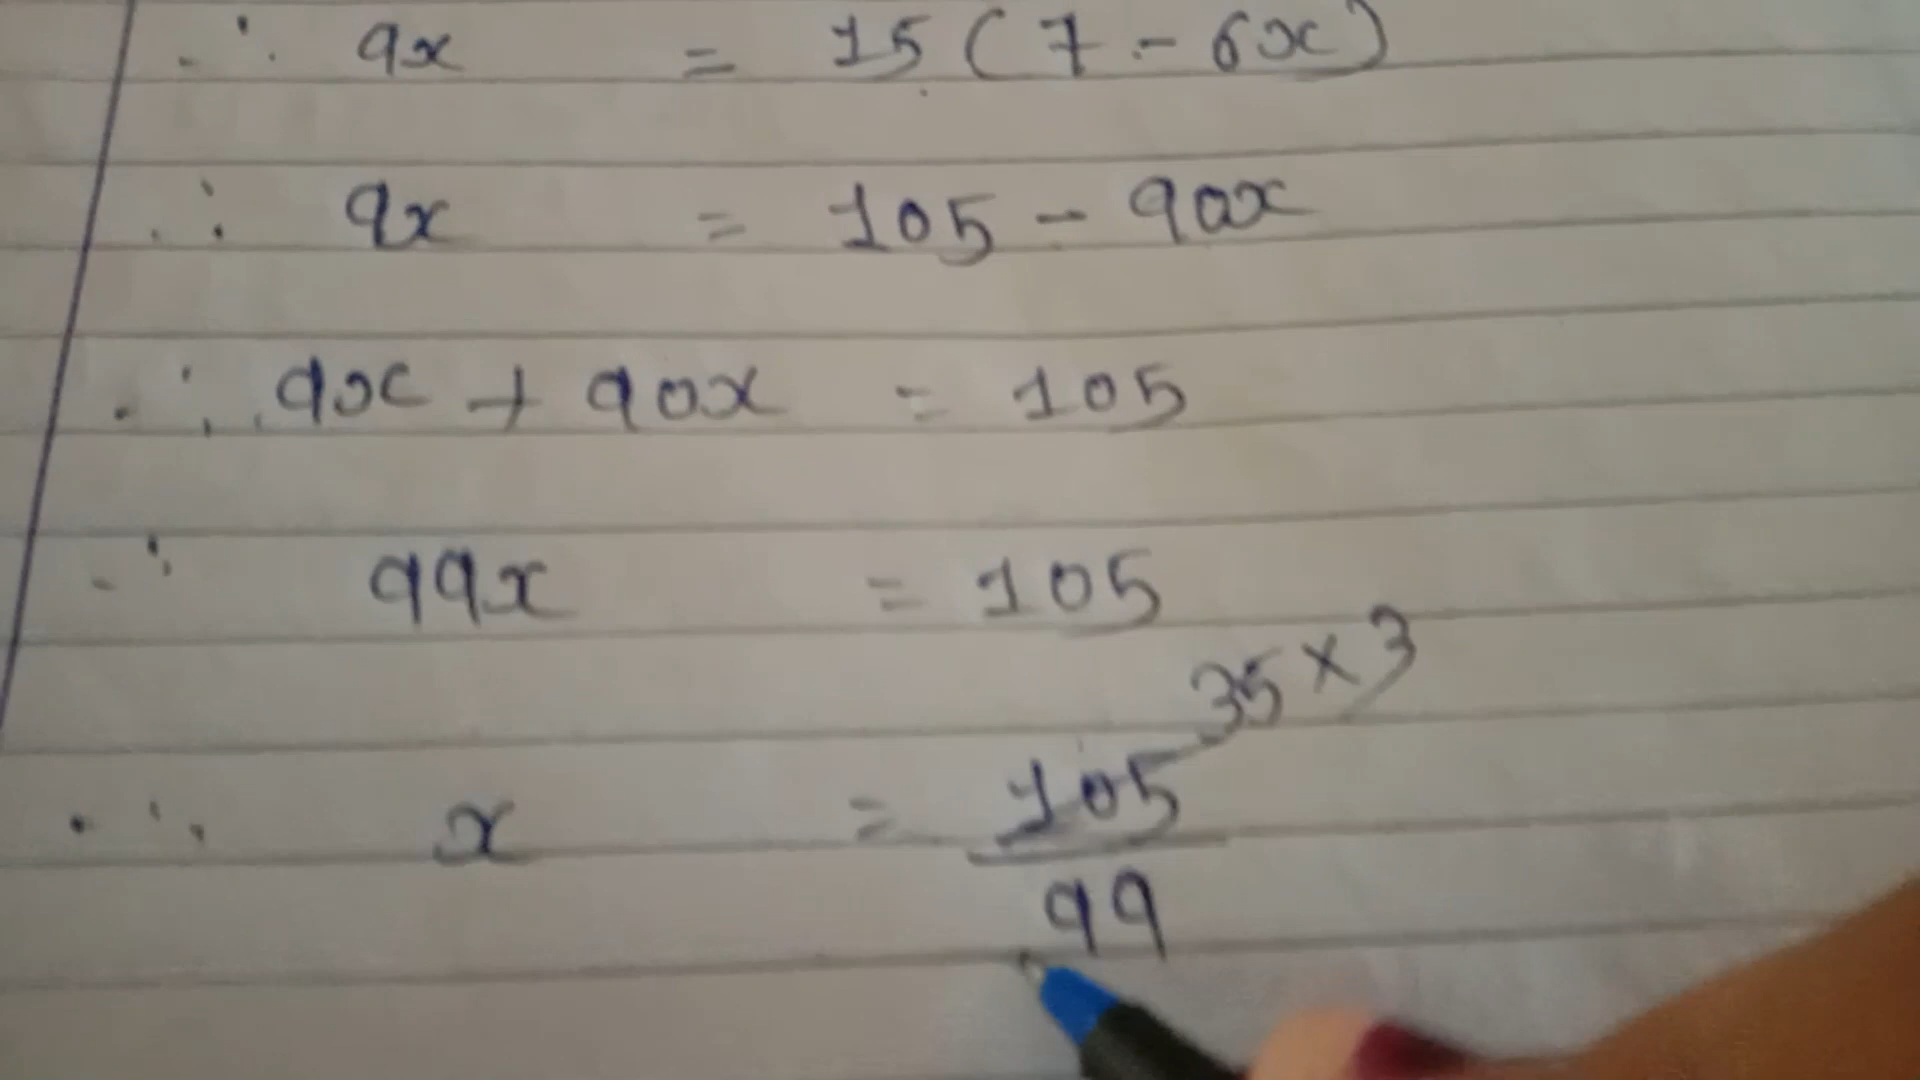 ∴ 9x = 15(7 - 6x)
∴ 9x = 105 - 90x
∴ 9x + 90x = 105
∴ 99x = 105
35 × 3
∴ x = 105/99